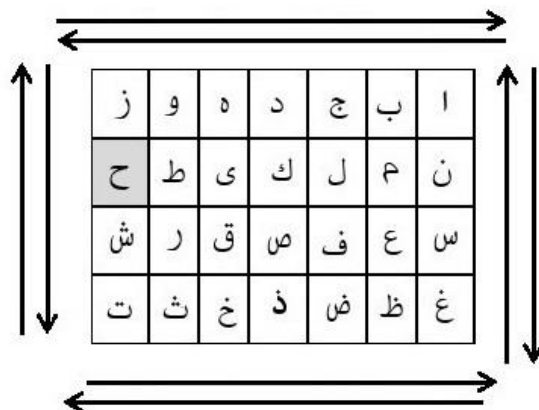 ا ب ج د ه و ز
ن م ل ك ى ط ح
س ع ف ص ق ر ش
غ ظ ض ذ خ ث ت